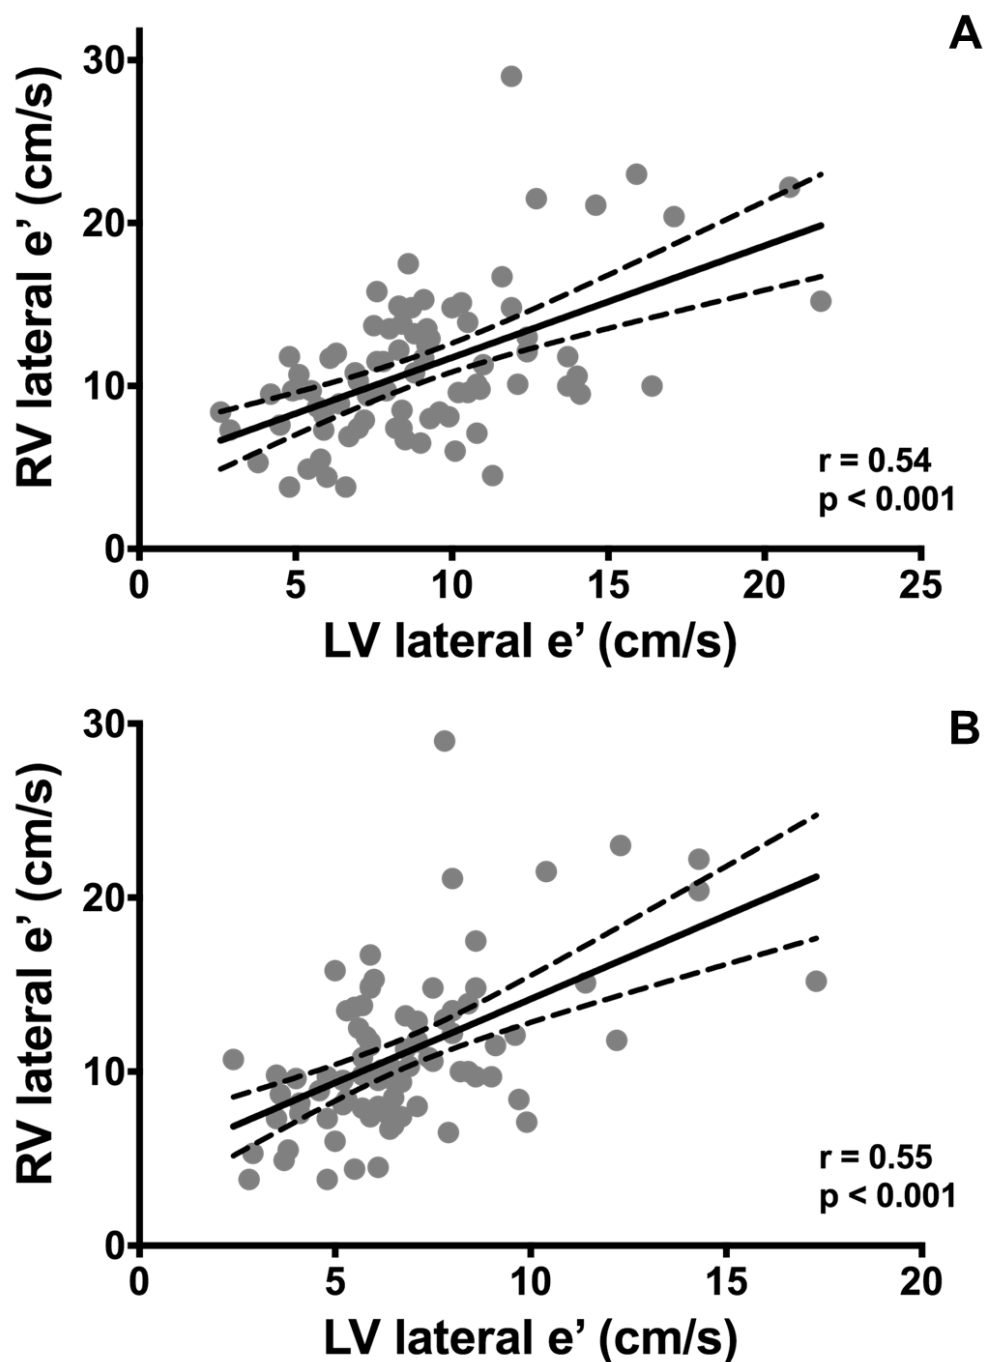 A
RV lateral e’ (cm/s)
30
20
10
0
r = 0.54
p < 0.001
0 5 10 15 20 25
LV lateral e’ (cm/s)
B
RV lateral e’ (cm/s)
30
20
10
0
r = 0.55
p < 0.001
0 5 10 15 20
LV lateral e’ (cm/s)